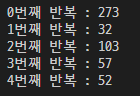 0번째 반복 : 273
1번째 반복 : 32
2번째 반복 : 103
3번째 반복 : 57
4번째 반복 : 52